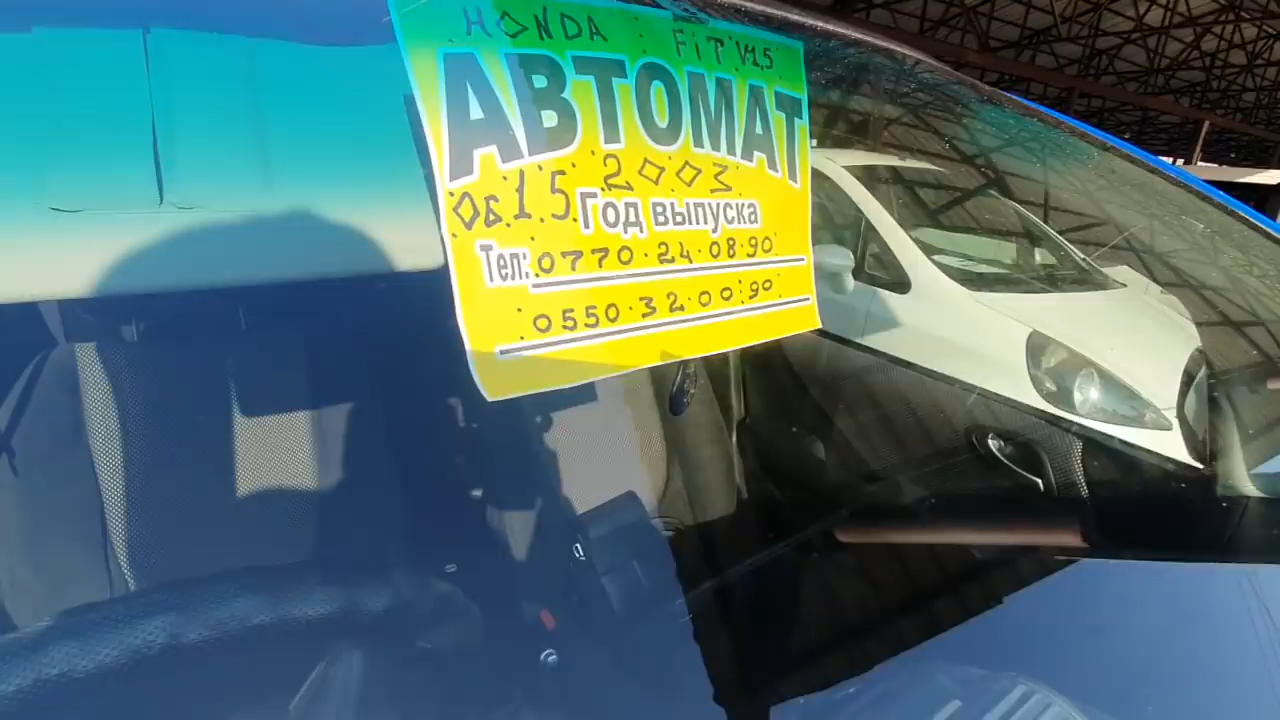 HONDA : FiT V-1,5
АВТОМАТ
Об 1.5. 2003
Год выпуска
Тел: 0770-24-08-90
0550-32-00-90